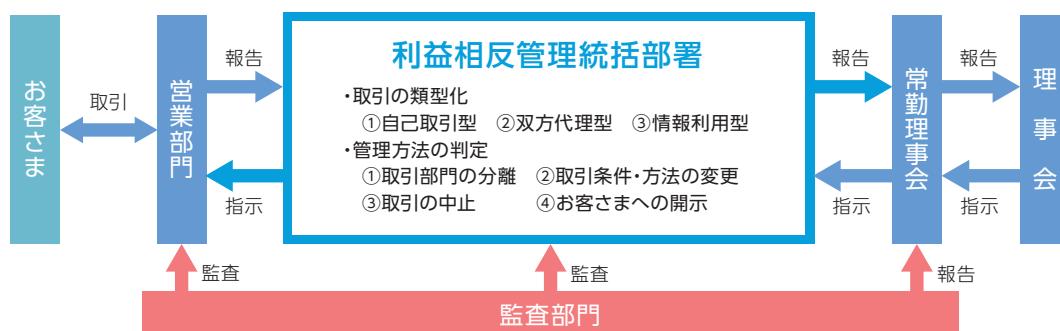 お客さま
取引
営業部門
報告
指示
利益相反管理統括部署
・取引の類型化
①自己取引型 ②双方代理型 ③情報利用型
・管理方法の判定
①取引部門の分離 ②取引条件・方法の変更
③取引の中止 ④お客さまへの開示
報告
指示
常勤理事会
報告
指示
理事会
監査
監査
報告
監査部門